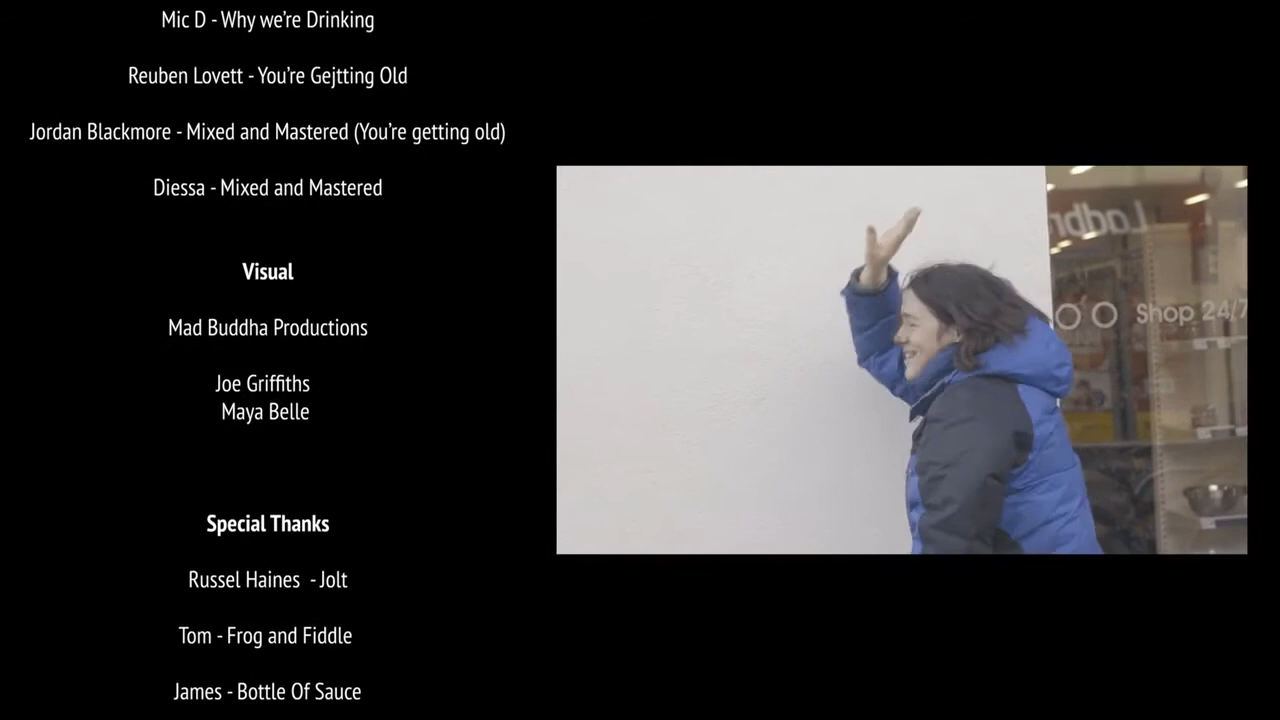 Mic D - Why we're Drinking
Reuben Lovett - You're Gejtting Old
Jordan Blackmore - Mixed and Mastered (You're getting old)
Diessa - Mixed and Mastered
Visual
Mad Buddha Productions
Joe Griffiths
Maya Belle
Special Thanks
Russel Haines - Jolt
Tom - Frog and Fiddle
James - Bottle Of Sauce
Ladbr
Shop 24/7